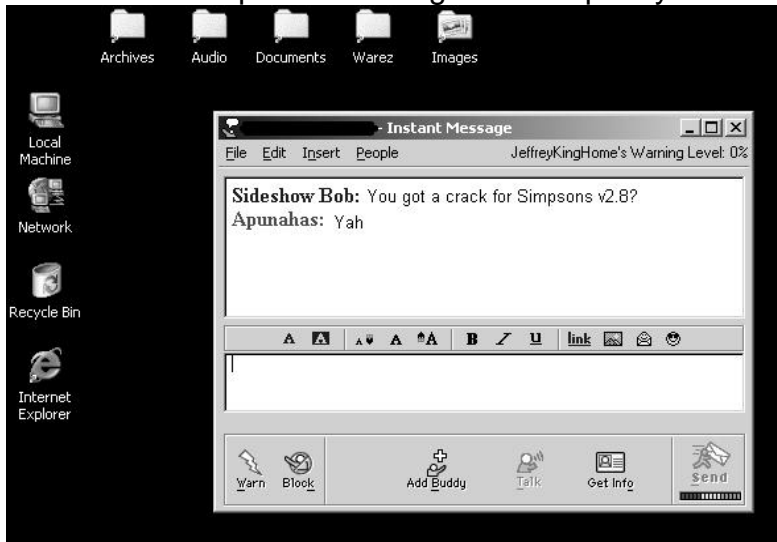 Archives Audio Documents Warez Images
Local
Machine
Network
Recycle Bin
Internet
Explorer
- Instant Message
File Edit Insert People JeffreyKingHome's Warning Level: 0%
Sideshow Bob: You got a crack for Simpsons v2.8?
Apunahas: Yah
A A A A A B I U link
Warn Block Add Buddy Talk Get Info Send